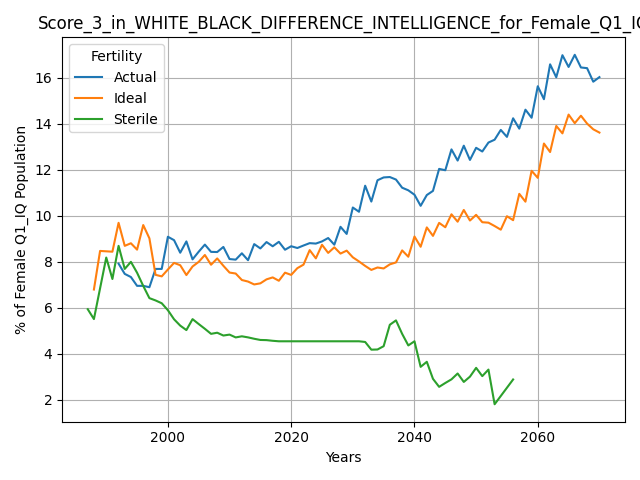 Score_3_in_WHITE_BLACK_DIFFERENCE_INTELLIGENCE_for_Female_Q1_IQ
Fertility
Actual
Ideal
Sterile
% of Female Q1_IQ Population
16
14
12
10
8
6
4
2
2000 2020 2040 2060
Years